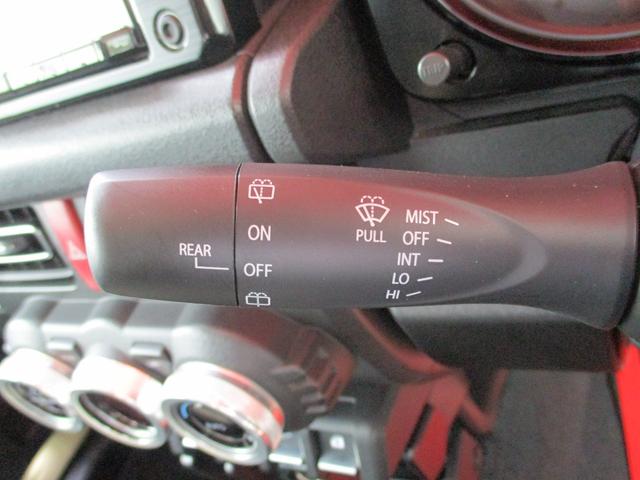 MIST
OFF
INT
LO
HI
PULL
ON
OFF
REAR